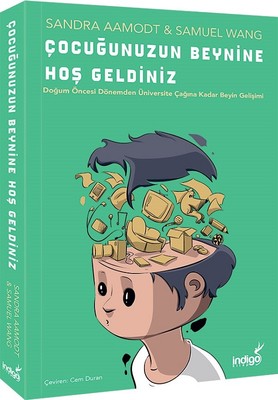 SANDRA AAMODT & SAMUEL WANG
ÇOCUĞUNUZUN BEYNİNE
HOŞ GELDİNİZ
Doğum Öncesi Dönemden Üniversite Çağına Kadar Beyin Gelişimi
Çeviren: Cem Duran
indigo
ÇOCUĞUNUZUN BEYNİNE HOŞ GELDİNİZ
SANDRA AAMODT
& SAMUEL WANG
indigo